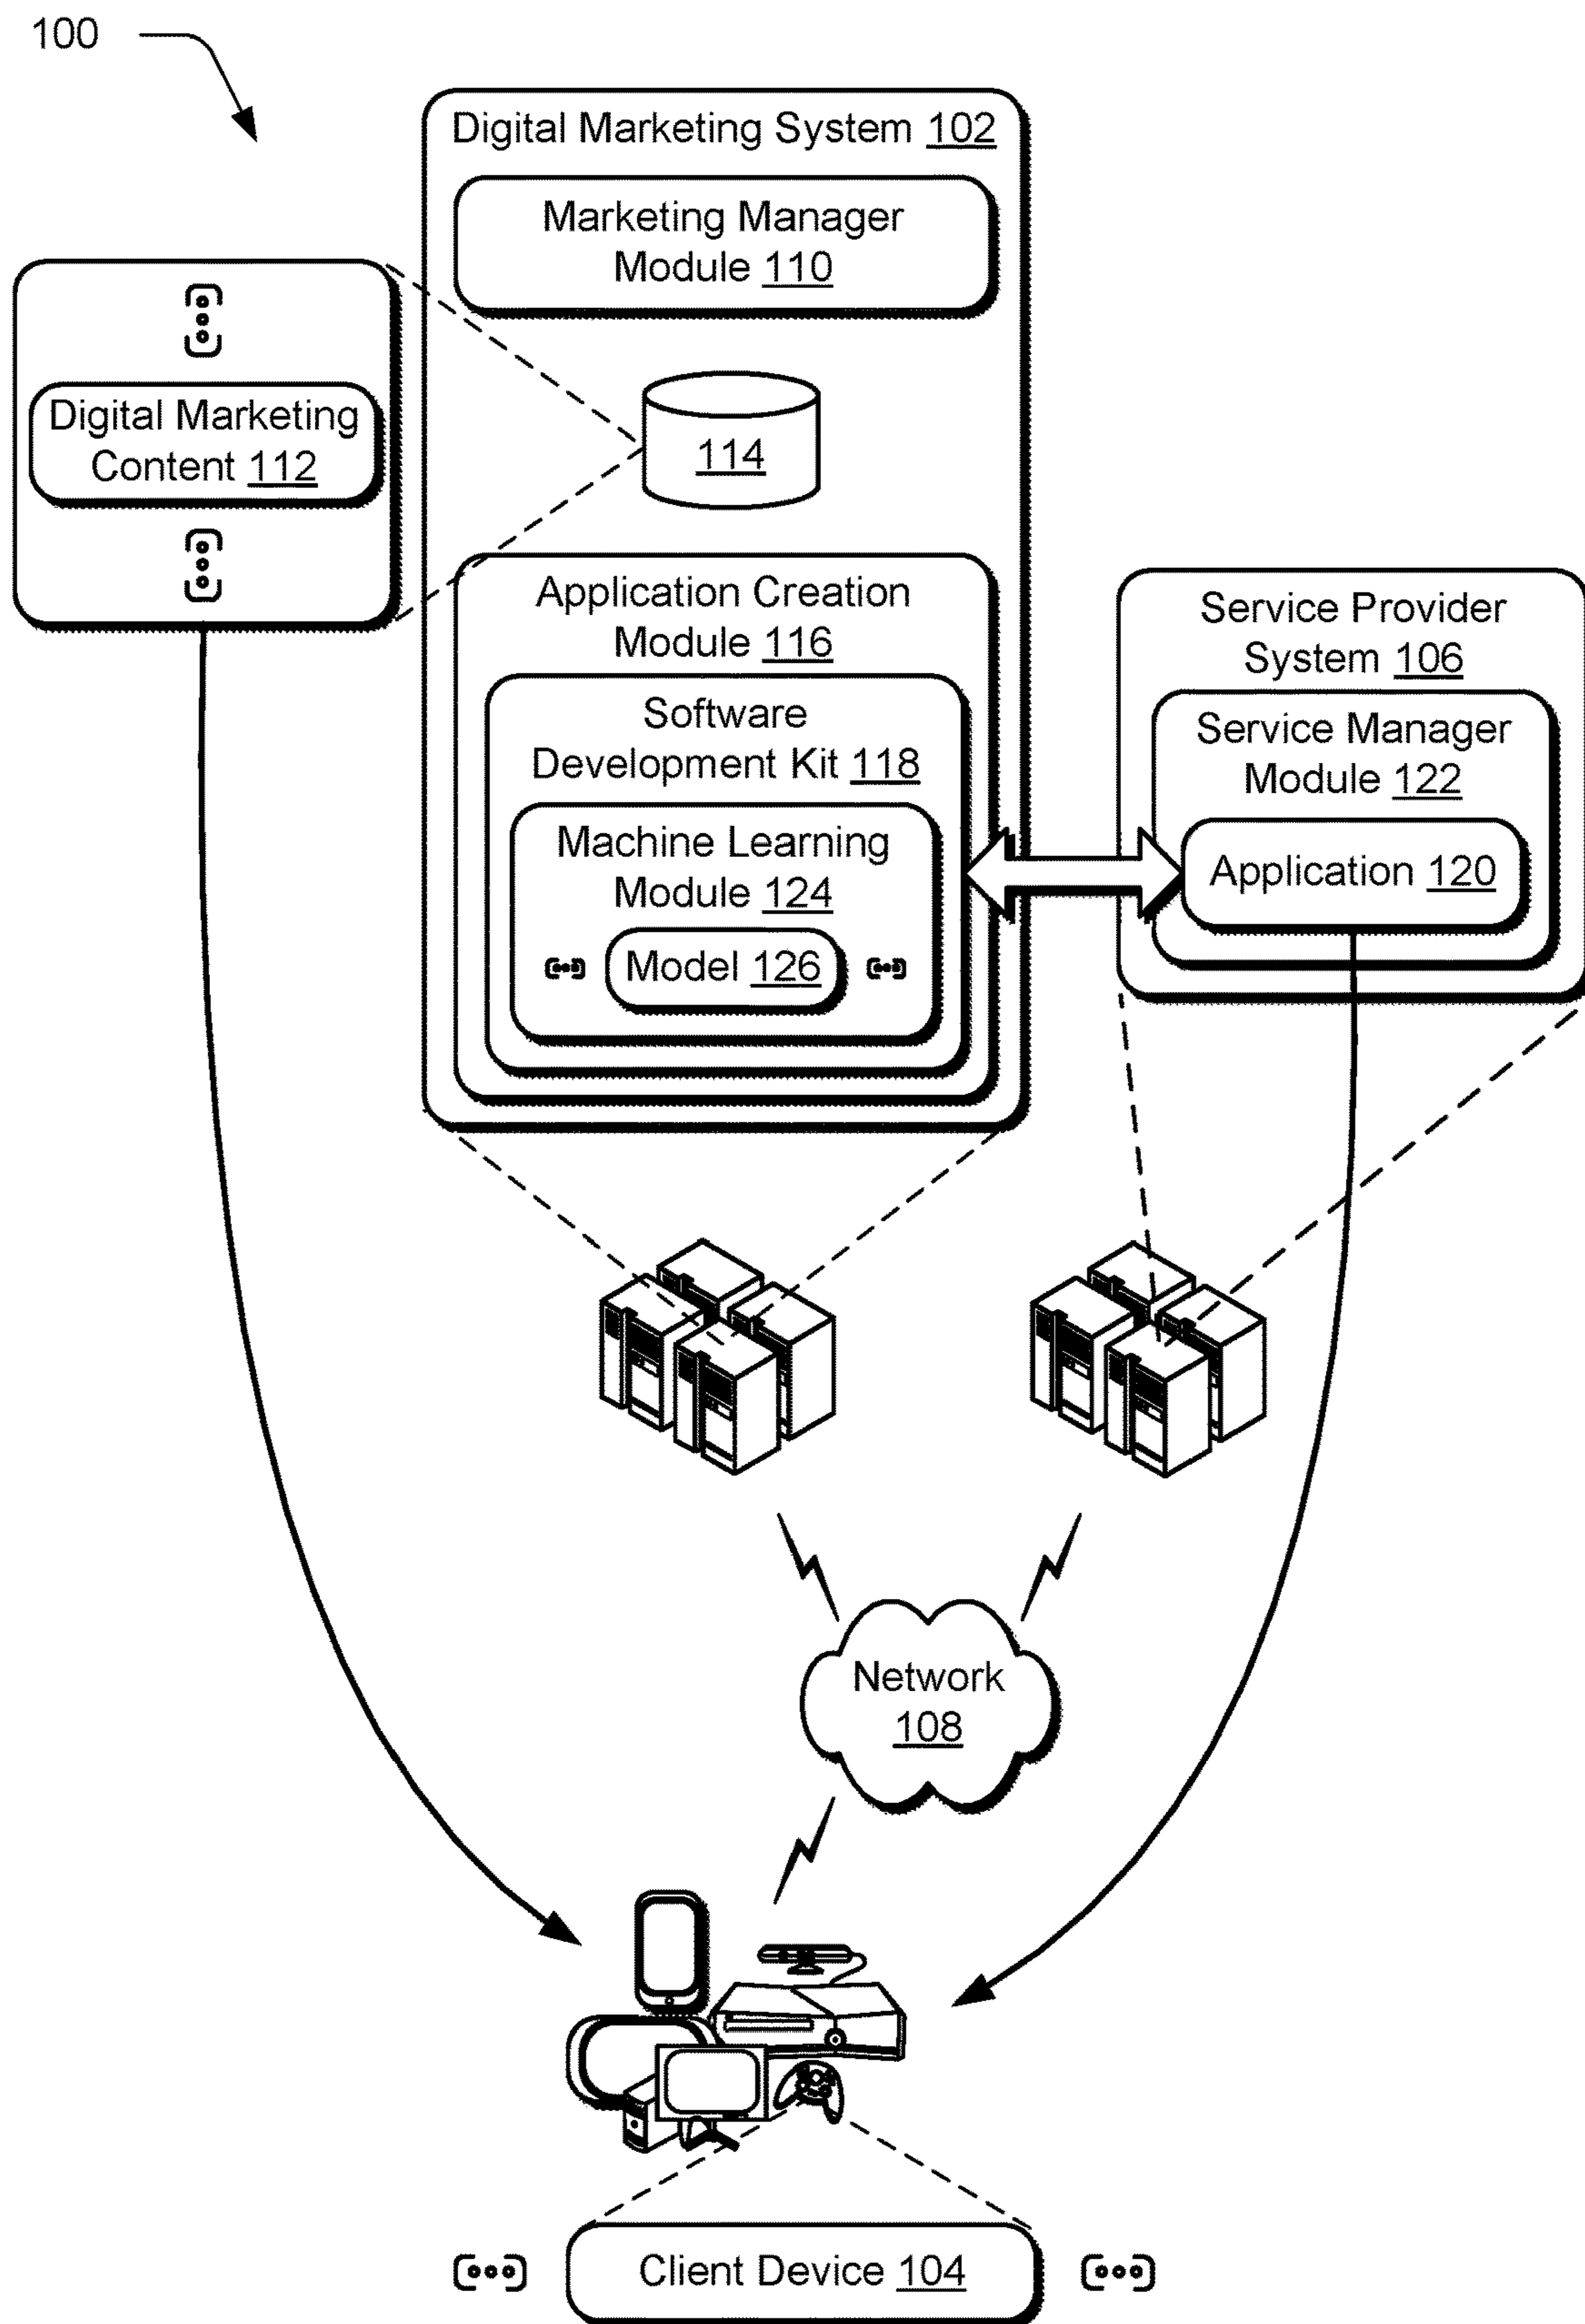 100
Digital Marketing System 102
Marketing Manager
Module 110
Digital Marketing
Content 112
114
Application Creation
Module 116
Software
Development Kit 118
Machine Learning
Module 124
Model 126
Service Provider
System 106
Service Manager
Module 122
Application 120
Network
108
Client Device 104